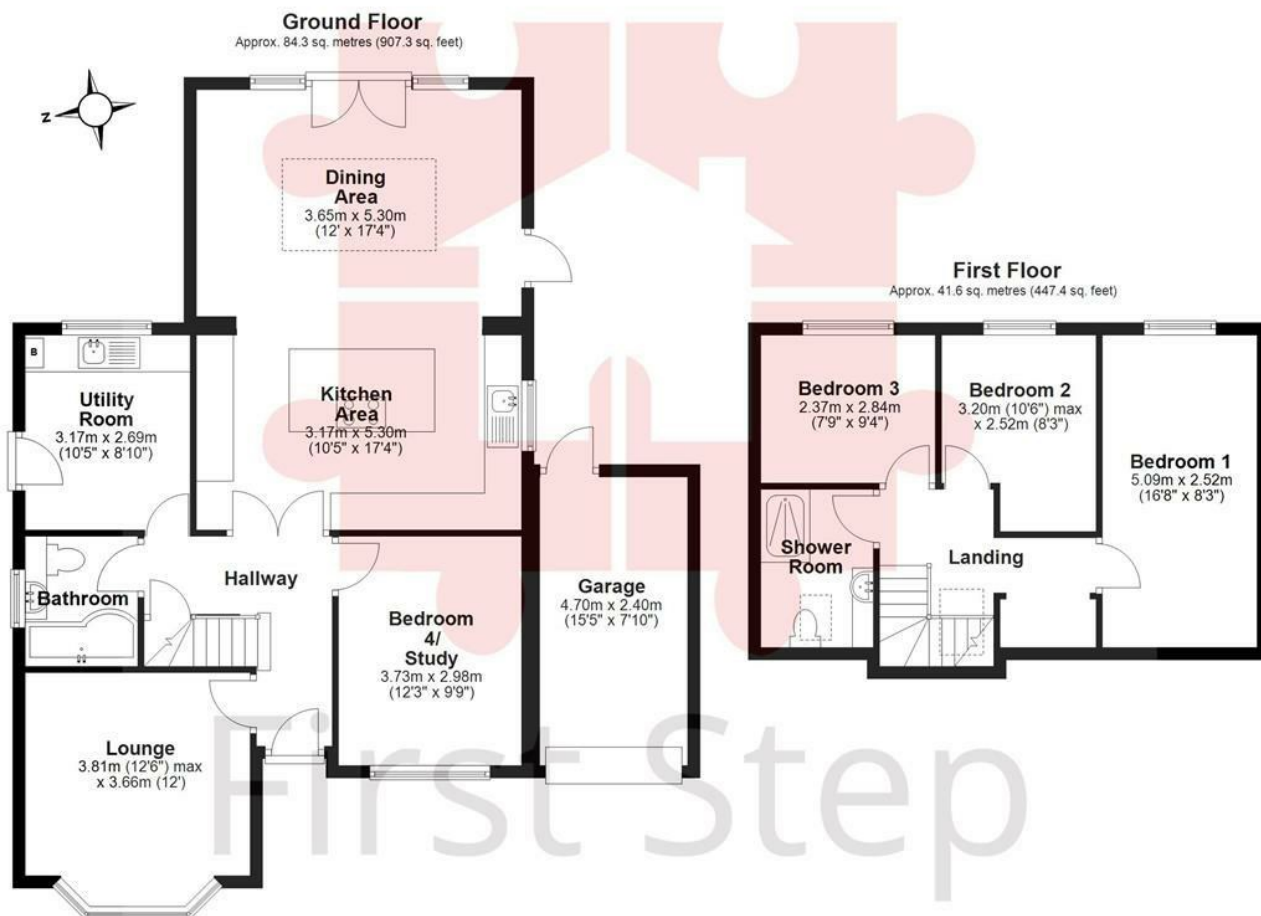 Ground Floor
Approx. 84.3 sq. metres (907.3 sq. feet)
N
Dining
Area
3.65m x 5.30m
(12' x 17'4")
B
Utility
Room
3.17m x 2.69m
(10'5" x 8'10")
Kitchen
Area
3.17m x 5.30m
(10'5" x 17'4")
Bathroom
Hallway
Bedroom
4/
Study
3.73m x 2.98m
(12'3" x 9'9")
Garage
4.70m x 2.40m
(15'5" x 7'10")
Lounge
3.81m (12'6") max
x 3.66m (12')
First Floor
Approx. 41.6 sq. metres (447.4 sq. feet)
Bedroom 3
2.37m x 2.84m
(7'9" x 9'4")
Bedroom 2
3.20m (10'6") max
x 2.52m (8'3")
Bedroom 1
5.09m x 2.52m
(16'8" x 8'3")
Shower
Room
Landing
First Step